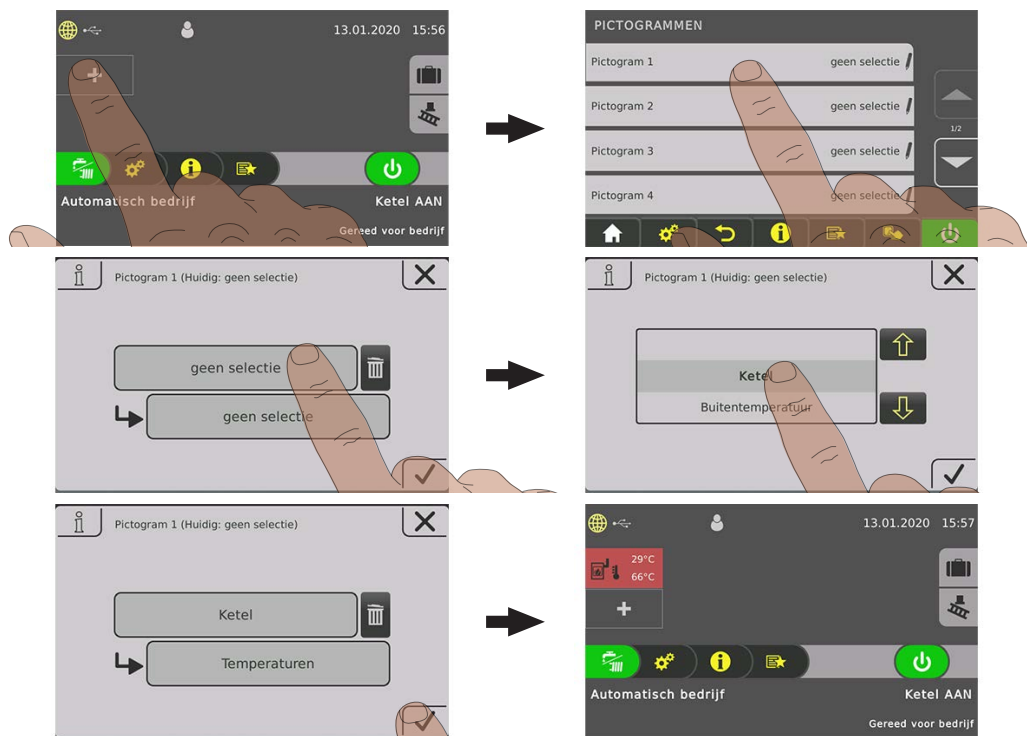 13.01.2020 15:56
Automatisch bedrijf
Ketel AAN
Gereed voor bedrijf
PICTOGRAMMEN
Pictogram 1 geen selectie
Pictogram 2 geen selectie
1/2
Pictogram 3 geen selectie
Pictogram 4 geen selectie
Pictogram 1 (Huidig: geen selectie)
geen selectie
geen selectie
Pictogram 1 (Huidig: geen selectie)
Ketel
Buitentemperatuur
Pictogram 1 (Huidig: geen selectie)
Ketel
Temperaturen
13.01.2020 15:57
29°C
66°C
Automatisch bedrijf
Ketel AAN
Gereed voor bedrijf